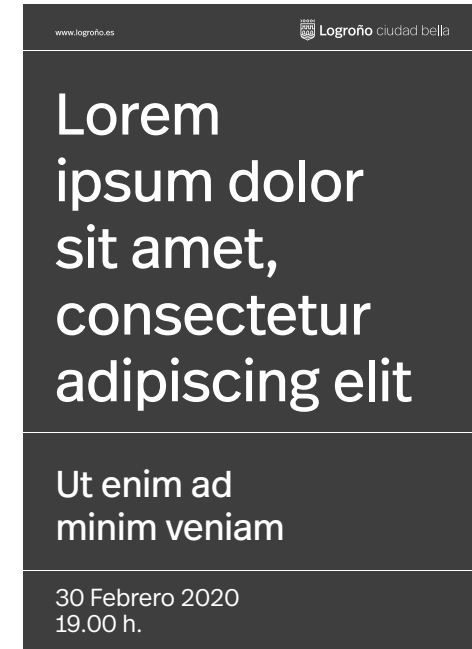 www.logroño.es
Logroño ciudad bella
Lorem
ipsum dolor
sit amet,
consectetur
adipiscing elit
Ut enim ad
minim veniam
30 Febrero 2020
19.00 h.